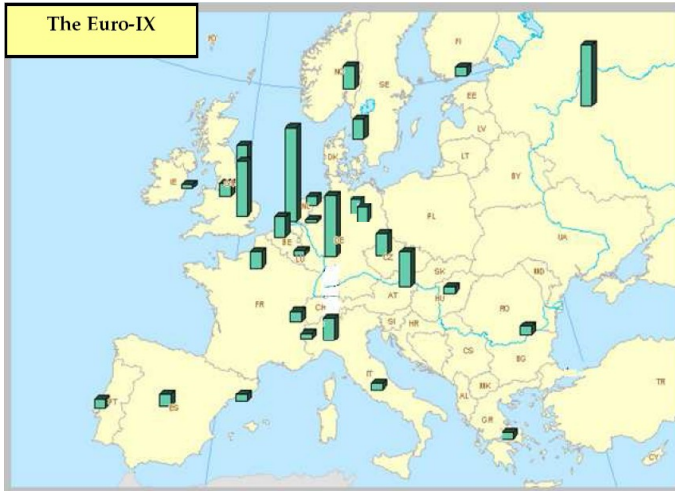 The Euro-IX
FI
NO
SE
EE
LV
LT
DK
IE
BY
NL
PL
DE
BE
UA
LU
CZ
SK
MD
FR
CH
AT
HU
RO
SI
HR
CS
BG
IT
PT
ES
MK
AL
TR
GR
CY